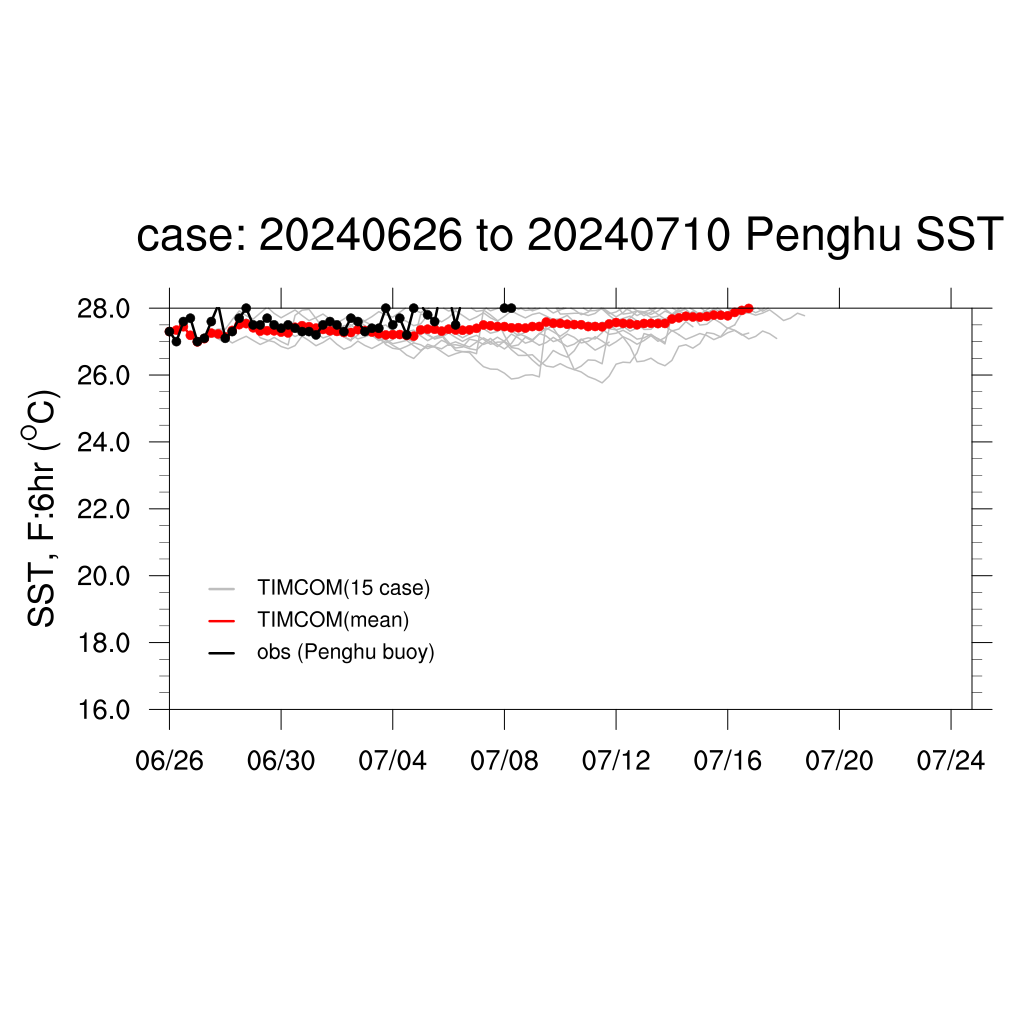 case: 20240626 to 20240710 Penghu SST
SST, F:6hr (°C)
28.0
26.0
24.0
22.0
20.0
18.0
16.0
TIMCOM(15 case)
TIMCOM(mean)
obs (Penghu buoy)
06/26 06/30 07/04 07/08 07/12 07/16 07/20 07/24